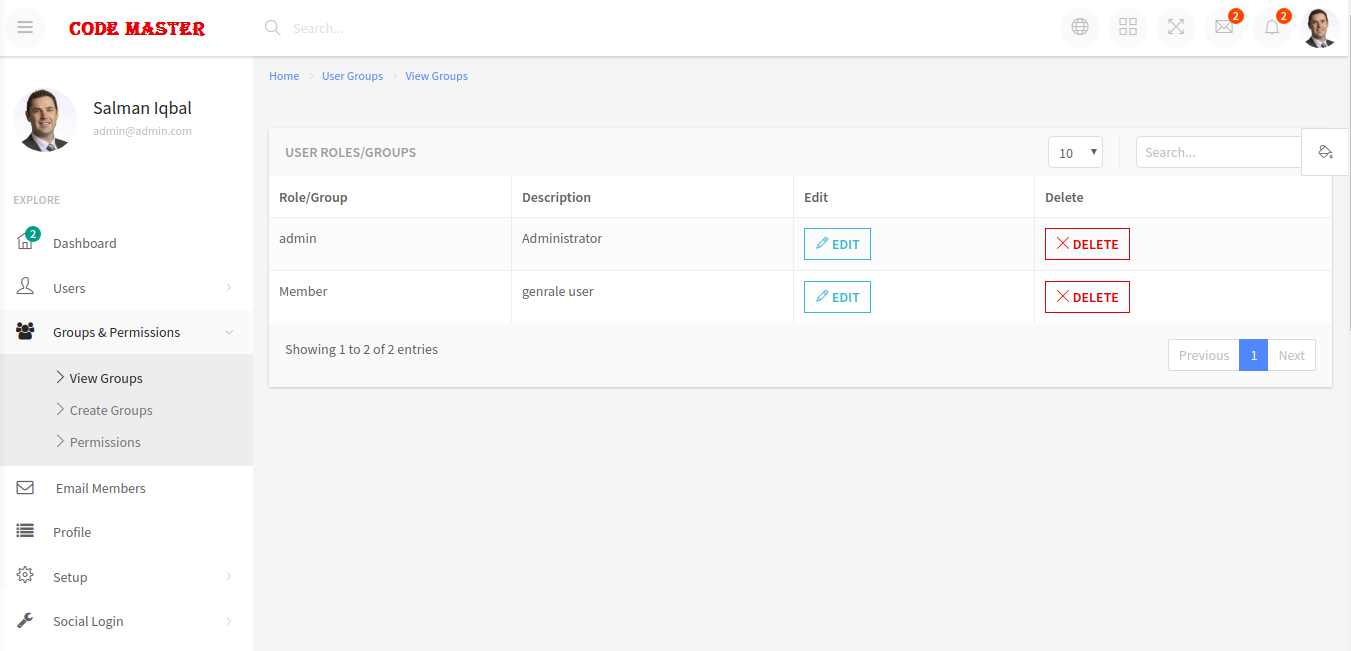 CODE MASTER
Search...
2
2
Salman Iqbal
admin@admin.com
EXPLORE
2
Dashboard
Users
Groups & Permissions
View Groups
Create Groups
Permissions
Email Members
Profile
Setup
Social Login
Home User Groups View Groups
USER ROLES/GROUPS
10
Search...
Role/Group Description Edit Delete
admin Administrator EDIT DELETE
Member genrale user EDIT DELETE
Showing 1 to 2 of 2 entries
Previous 1 Next